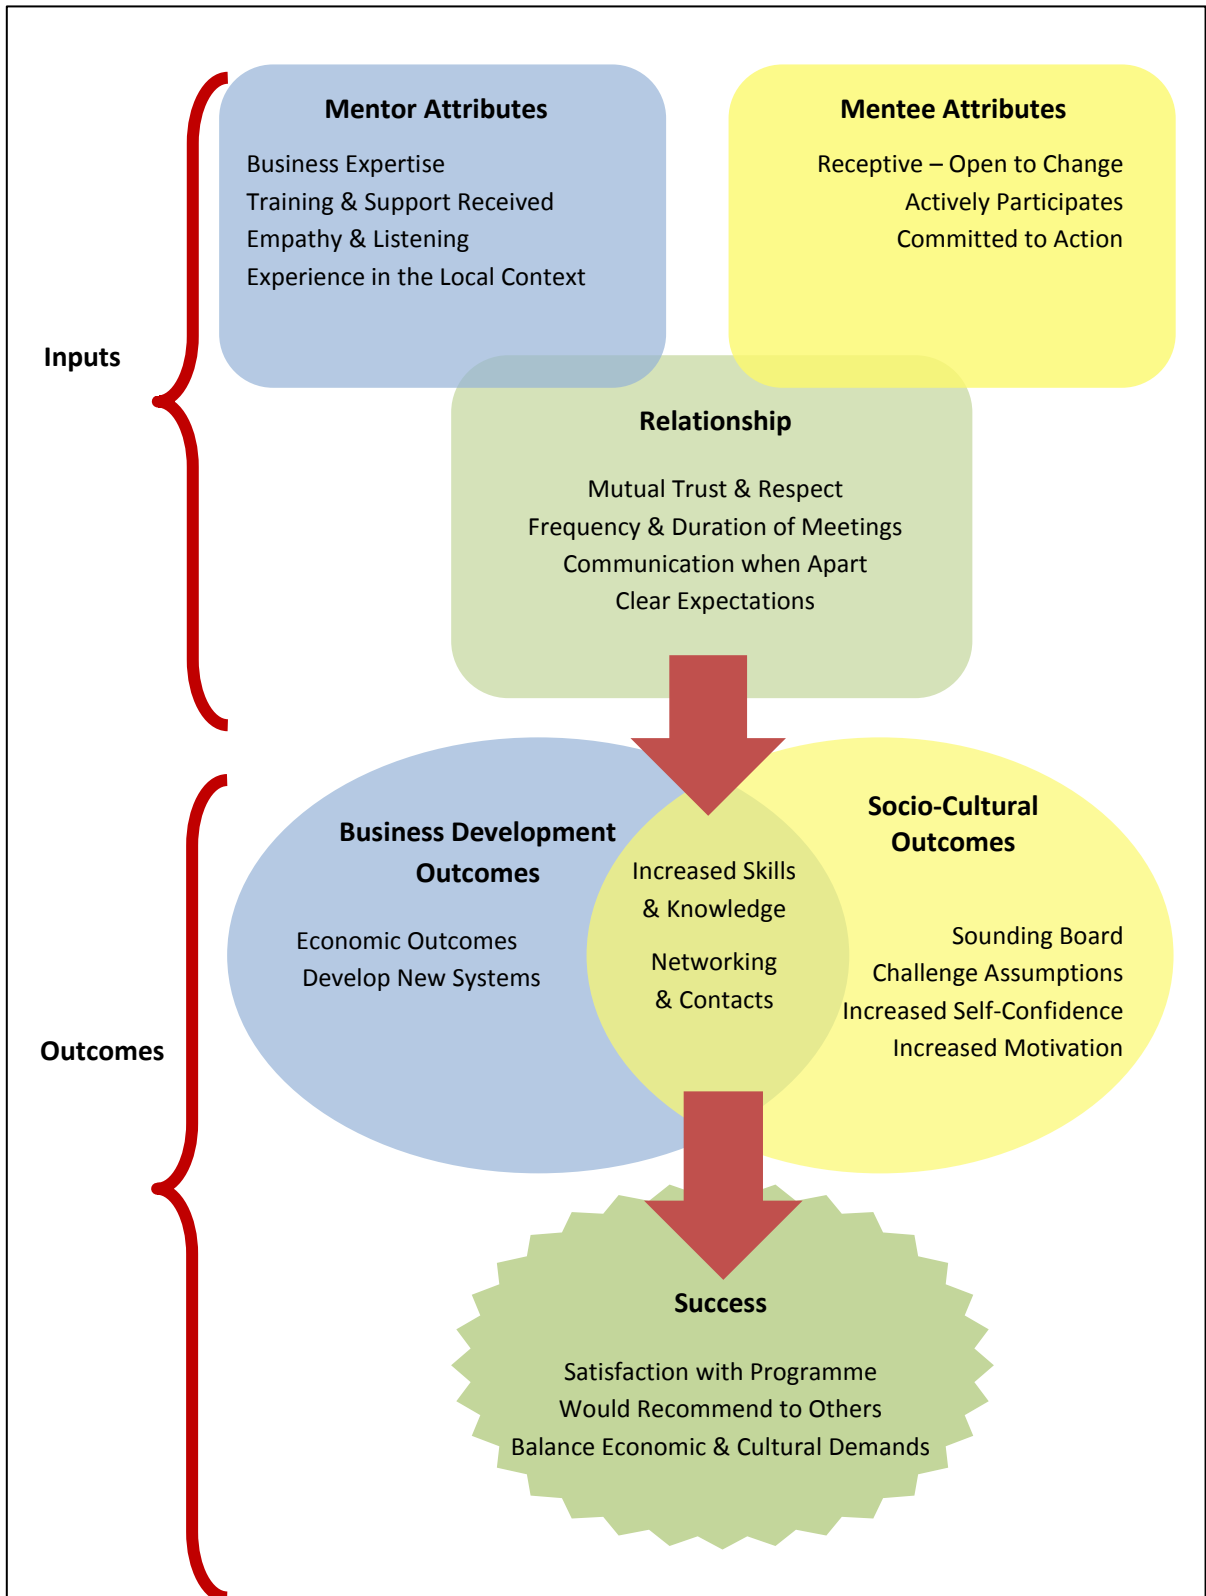 Mentor Attributes
Business Expertise
Training & Support Received
Empathy & Listening
Experience in the Local Context
Mentee Attributes
Receptive – Open to Change
Actively Participates
Committed to Action
Inputs
Relationship
Mutual Trust & Respect
Frequency & Duration of Meetings
Communication when Apart
Clear Expectations
Business Development
Outcomes
Economic Outcomes
Develop New Systems
Increased Skills
& Knowledge
Networking
& Contacts
Socio-Cultural
Outcomes
Sounding Board
Challenge Assumptions
Increased Self-Confidence
Increased Motivation
Outcomes
Success
Satisfaction with Programme
Would Recommend to Others
Balance Economic & Cultural Demands